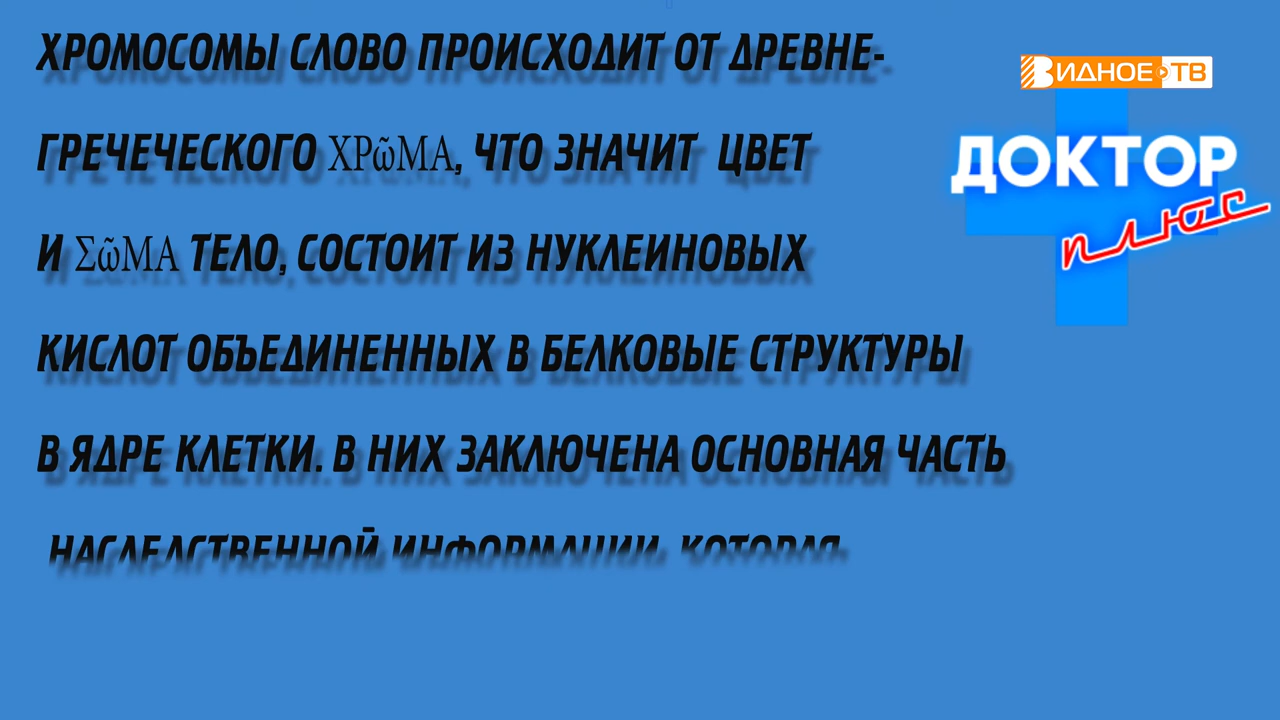 ХРОМОСОМЫ СЛОВО ПРОИСХОДИТ ОТ ДРЕВНЕ-
ГРЕЧЕЧЕСКОГО ΧΡῶΜΑ, ЧТО ЗНАЧИТ ЦВЕТ
И ΣῶΜΑ ТЕЛО, СОСТОИТ ИЗ НУКЛЕИНОВЫХ
КИСЛОТ ОБЪЕДИНЕННЫХ В БЕЛКОВЫЕ СТРУКТУРЫ
В ЯДРЕ КЛЕТКИ. В НИХ ЗАКЛЮЧЕНА ОСНОВНАЯ ЧАСТЬ
НАСЛЕДСТВЕННОЙ ИНФОРМАЦИИ, КОТОРАЯ
ВИДНОЕ ТВ
ДОКТОР
плюс